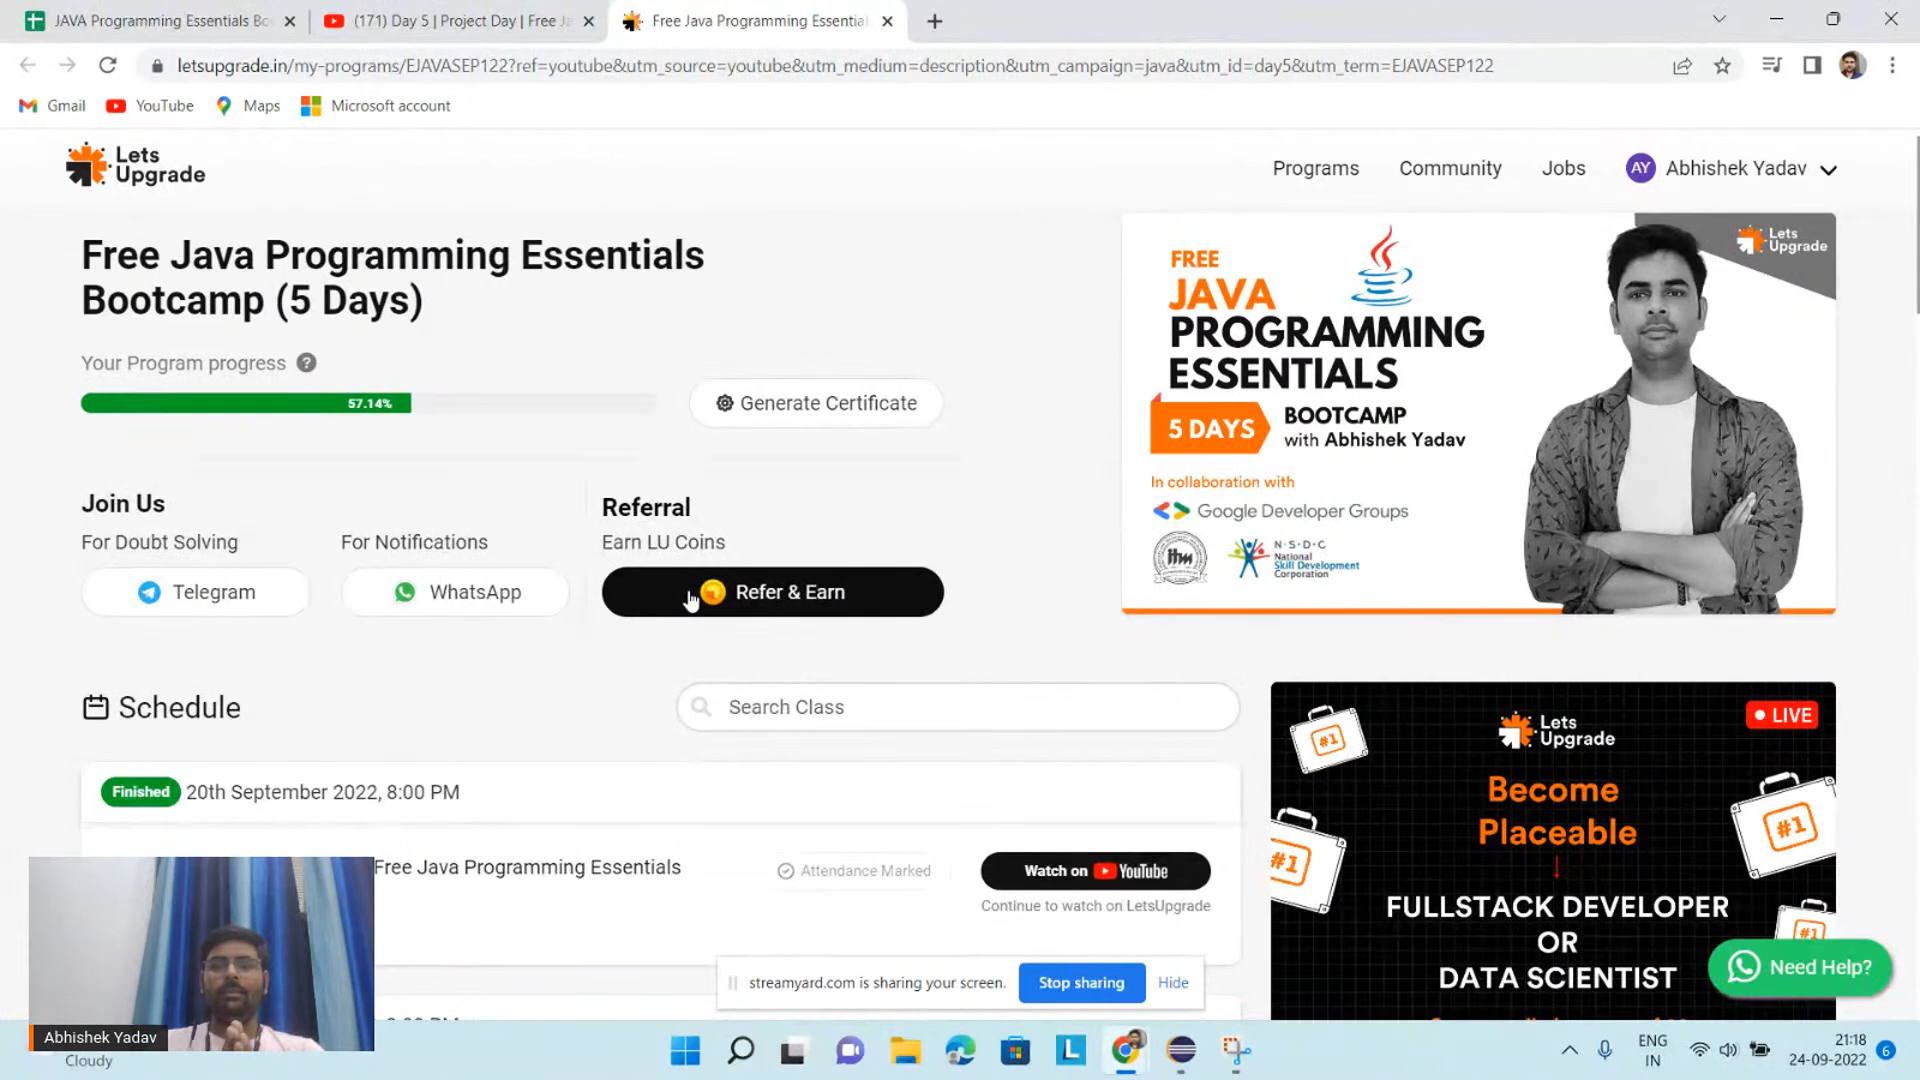 JAVA Programming Essentials Bo
(171) Day 5 | Project Day | Free Ja
Free Java Programming Essential
letsupgrade.in/my-programs/EJAVASEP122?ref=youtube&utm_source=youtube&utm_medium=description&utm_campaign=java&utm_id=day5&utm_term=EJAVASEP122
Gmail YouTube Maps Microsoft account
Lets
Upgrade
Programs Community Jobs AY Abhishek Yadav
Free Java Programming Essentials
Bootcamp (5 Days)
Your Program progress ?
57.14%
Generate Certificate
Join Us
For Doubt Solving
Telegram
For Notifications
WhatsApp
Referral
Earn LU Coins
Refer & Earn
Lets
Upgrade
FREE
JAVA
PROGRAMMING
ESSENTIALS
5 DAYS
BOOTCAMP
with Abhishek Yadav
In collaboration with
Google Developer Groups
itm
N·S·D·C
National
Skill Development
Corporation
Schedule
Search Class
Finished 20th September 2022, 8:00 PM
Free Java Programming Essentials
Attendance Marked
Watch on YouTube
Continue to watch on LetsUpgrade
LIVE
Lets
Upgrade
#1
#1
#1
#1
Become
Placeable
FULLSTACK DEVELOPER
OR
DATA SCIENTIST
Need Help?
streamyard.com is sharing your screen. Stop sharing Hide
Abhishek Yadav
Cloudy
L
ENG
IN
21:18
24-09-2022
6